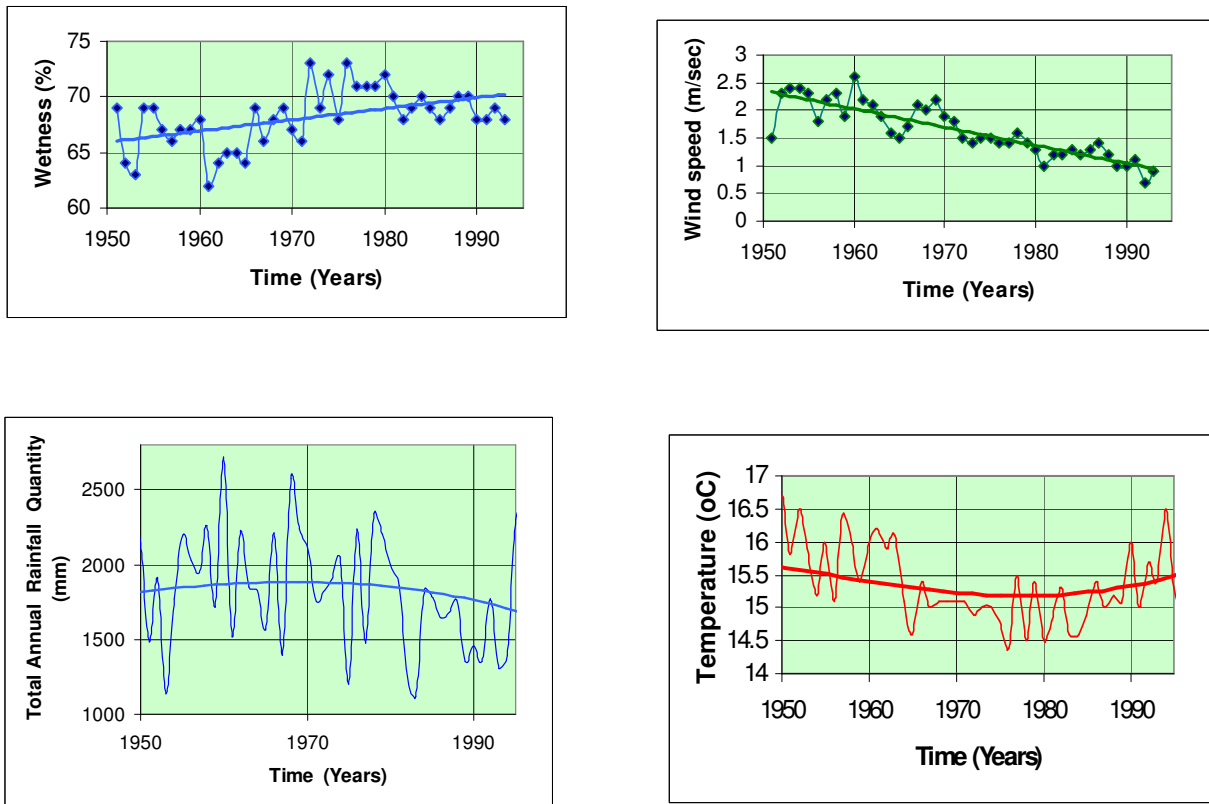 Wetness (%)
75
70
65
60
1950 1960 1970 1980 1990
Time (Years)
Wind speed (m/sec)
3
2.5
2
1.5
1
0.5
0
1950 1960 1970 1980 1990
Time (Years)
Total Annual Rainfall Quantity
(mm)
2500
2000
1500
1000
1950 1970 1990
Time (Years)
Temperature (oC)
17
16.5
16
15.5
15
14.5
14
1950 1960 1970 1980 1990
Time (Years)